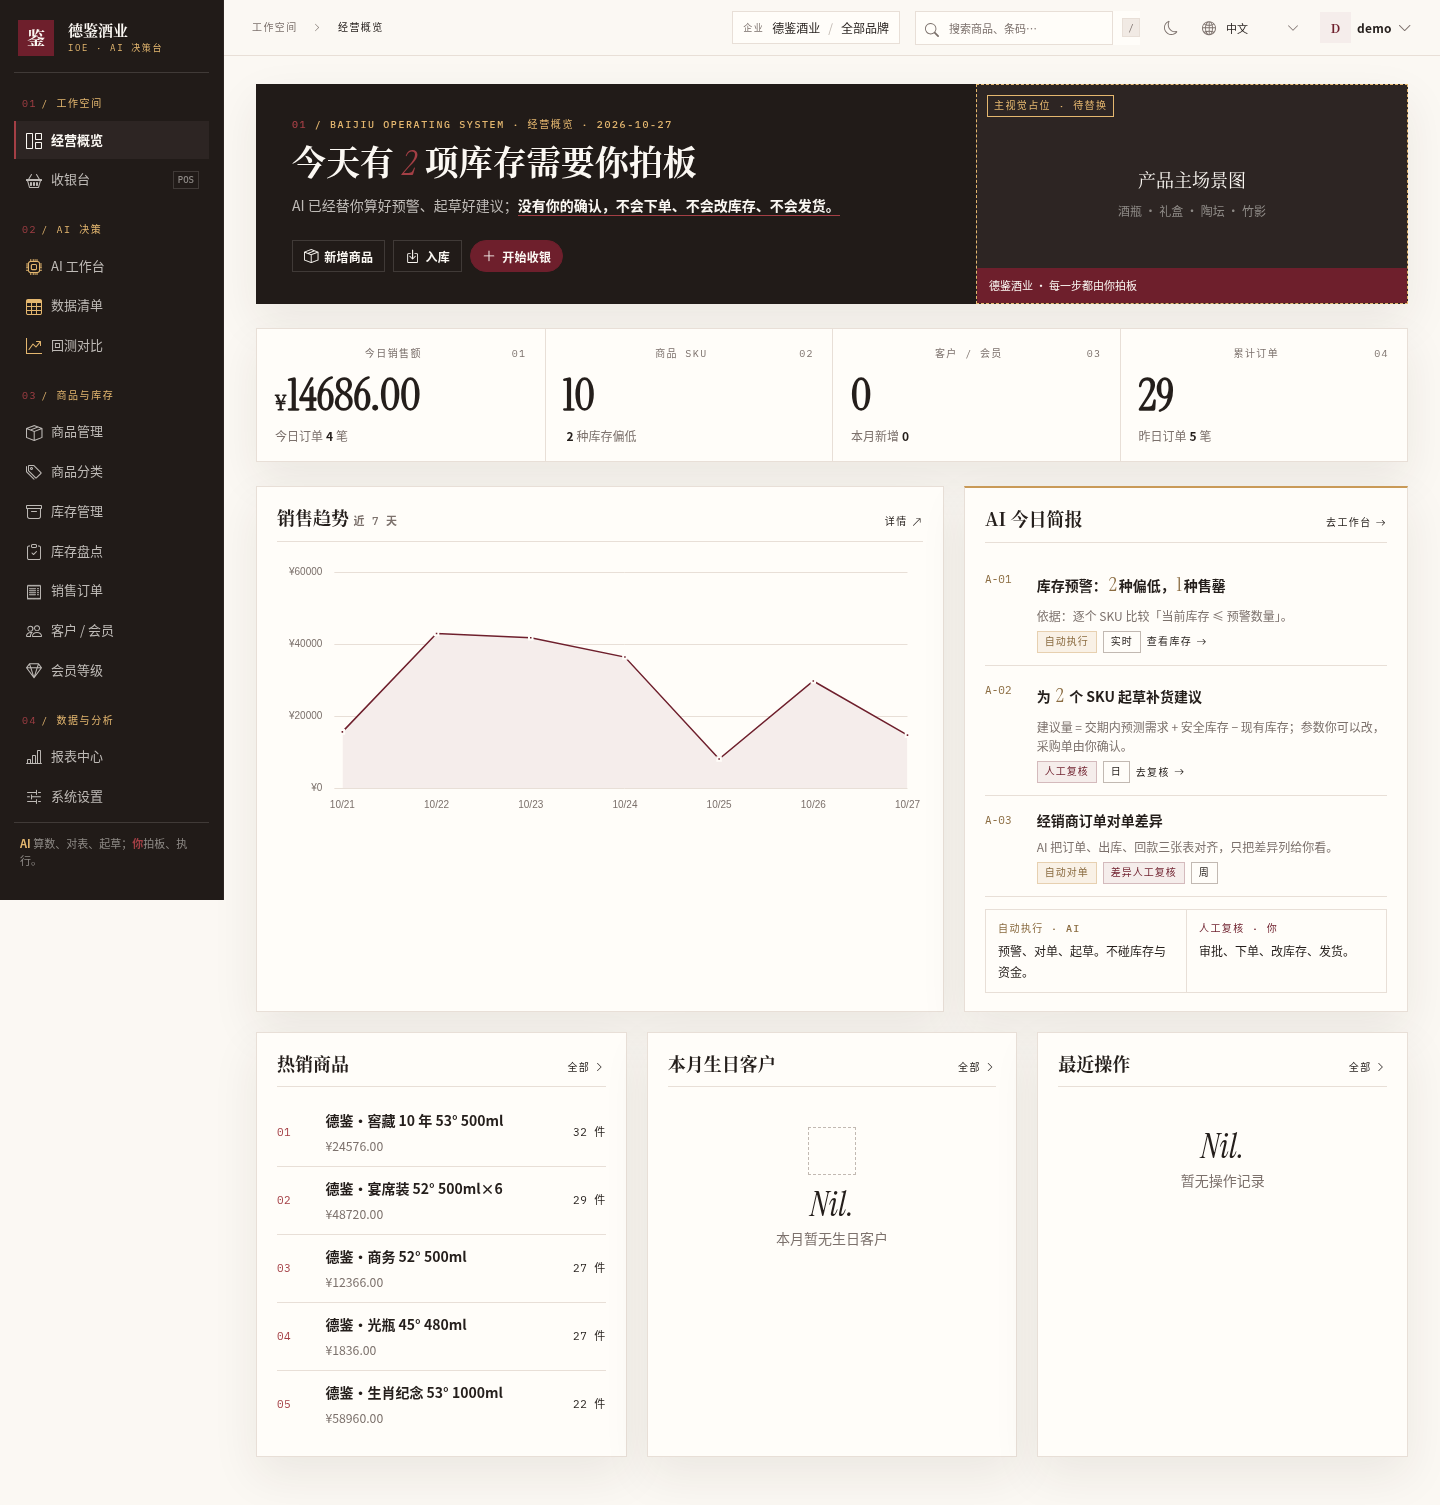 鉴
德鉴酒业
IOE · AI 决策台
01 / 工作空间
经营概览
收银台 POS
02 / AI 决策
AI 工作台
数据清单
回测对比
03 / 商品与库存
商品管理
商品分类
库存管理
库存盘点
销售订单
客户 / 会员
会员等级
04 / 数据与分析
报表中心
系统设置
AI 算数、对表、起草；你拍板、执
行。
工作空间 经营概览
企业 德鉴酒业 / 全部品牌
搜索商品、条码… /
中文
D demo
01 / BAIJIU OPERATING SYSTEM · 经营概览 · 2026-10-27
今天有 2 项库存需要你拍板
AI 已经替你算好预警、起草好建议；没有你的确认，不会下单、不会改库存、不会发货。
新增商品 入库 开始收银
主视觉占位 · 待替换
产品主场景图
酒瓶 · 礼盒 · 陶坛 · 竹影
德鉴酒业 · 每一步都由你拍板
今日销售额 01
¥14686.00
今日订单 4 笔
商品 SKU 02
10
2 种库存偏低
客户 / 会员 03
0
本月新增 0
累计订单 04
29
昨日订单 5 笔
销售趋势 近 7 天
详情
¥60000
¥40000
¥20000
¥0
10/21 10/22 10/23 10/24 10/25 10/26 10/27
AI 今日简报
去工作台 →
A-01 库存预警：2种偏低，1种售罄
依据：逐个 SKU 比较「当前库存 ≤ 预警数量」。
自动执行 实时 查看库存 →
A-02 为 2 个 SKU 起草补货建议
建议量 = 交期内预测需求 + 安全库存 − 现有库存；参数你可以改，
采购单由你确认。
人工复核 日 去复核 →
A-03 经销商订单对单差异
AI 把订单、出库、回款三张表对齐，只把差异列给你看。
自动对单 差异人工复核 周
自动执行 · AI
预警、对单、起草。不碰库存与
资金。
人工复核 · 你
审批、下单、改库存、发货。
热销商品
全部
01 德鉴·窖藏 10 年 53° 500ml 32 件
¥24576.00
02 德鉴·宴席装 52° 500ml×6 29 件
¥48720.00
03 德鉴·商务 52° 500ml 27 件
¥12366.00
04 德鉴·光瓶 45° 480ml 27 件
¥1836.00
05 德鉴·生肖纪念 53° 1000ml 22 件
¥58960.00
本月生日客户
全部
Nil.
本月暂无生日客户
最近操作
全部
Nil.
暂无操作记录